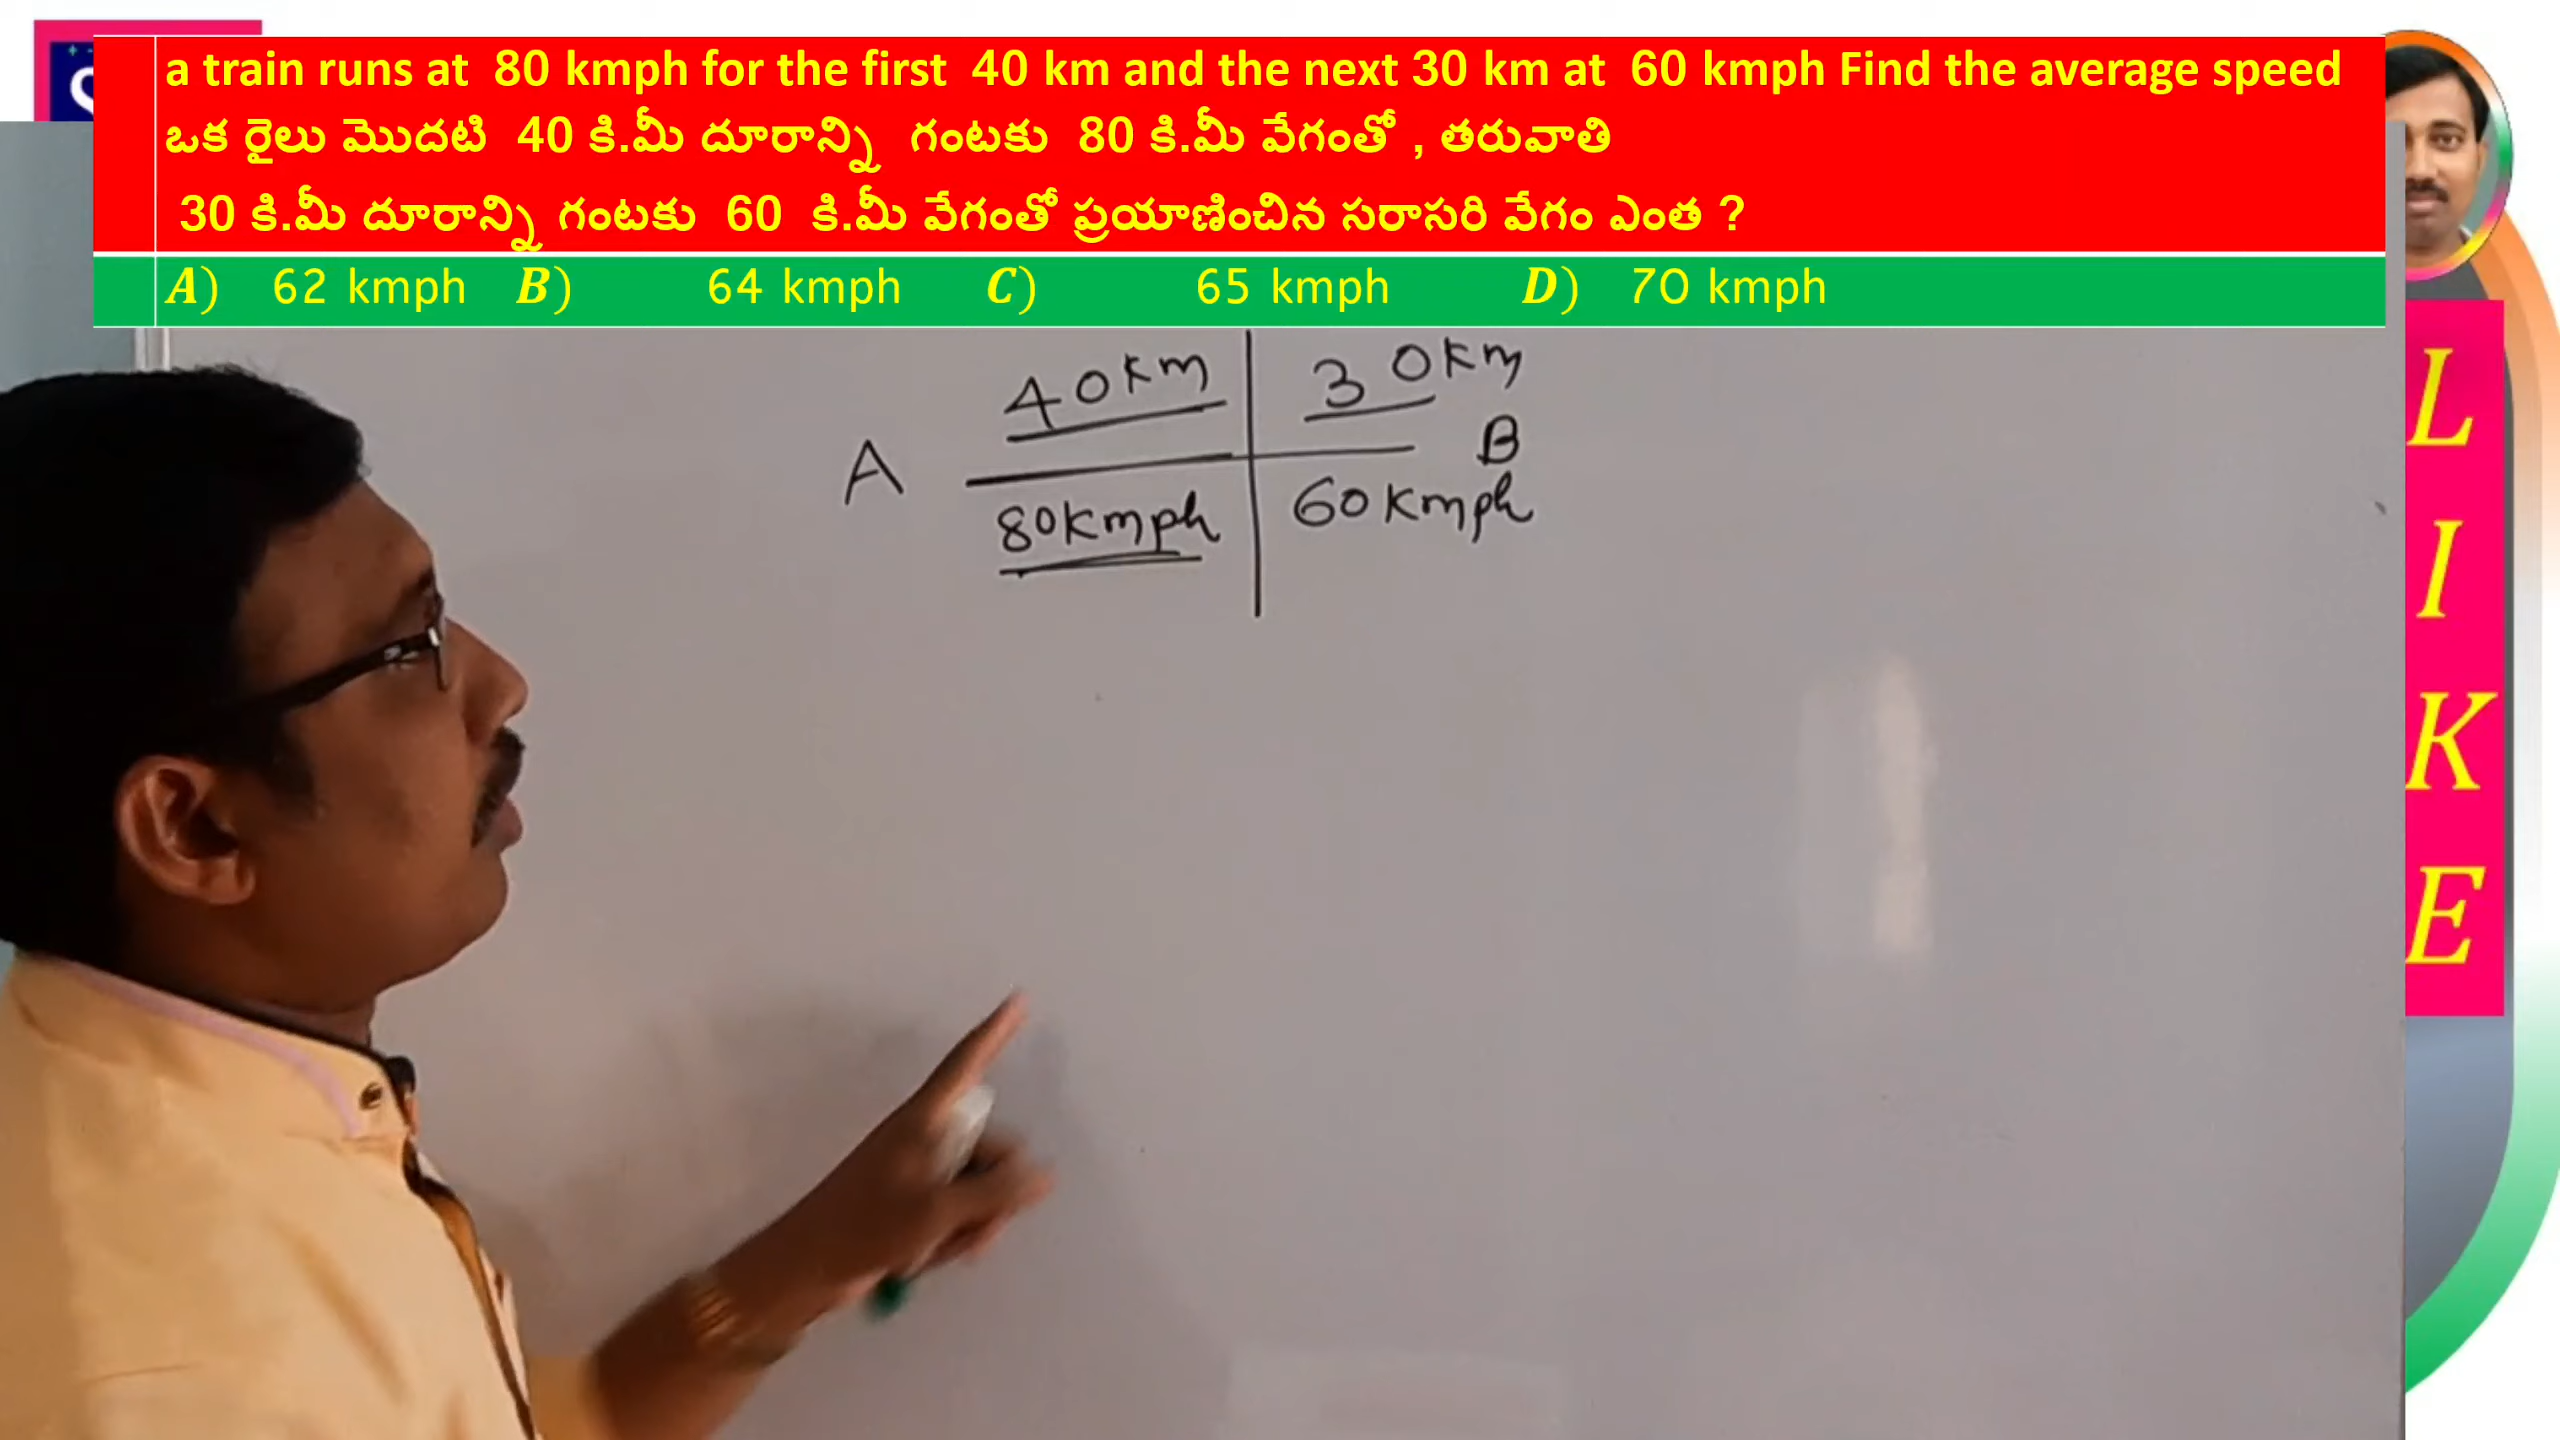 a train runs at 80 kmph for the first 40 km and the next 30 km at 60 kmph Find the average speed
ఒక రైలు మొదటి 40 కి.మీ దూరాన్ని గంటకు 80 కి.మీ వేగంతో , తరువాతి
30 కి.మీ దూరాన్ని గంటకు 60 కి.మీ వేగంతో ప్రయాణించిన సరాసరి వేగం ఎంత ?
A) 62 kmph B) 64 kmph C) 65 kmph D) 70 kmph
40km 30km
A B
80kmph 60kmph
LIKE